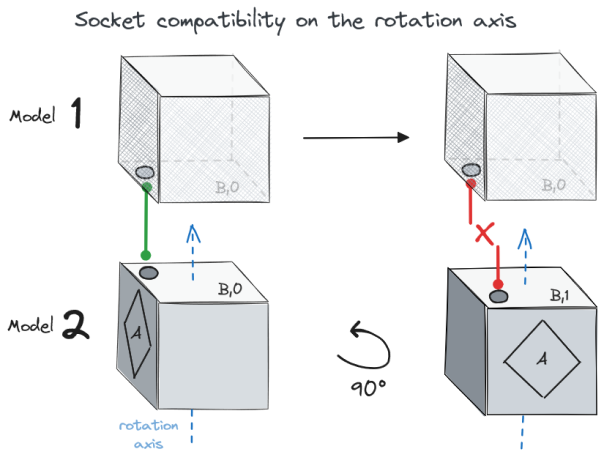 Socket compatibility on the rotation axis
Model 1
B,0
B,0
X
B,0
B,1
Model 2
A
A
90°
rotation
axis